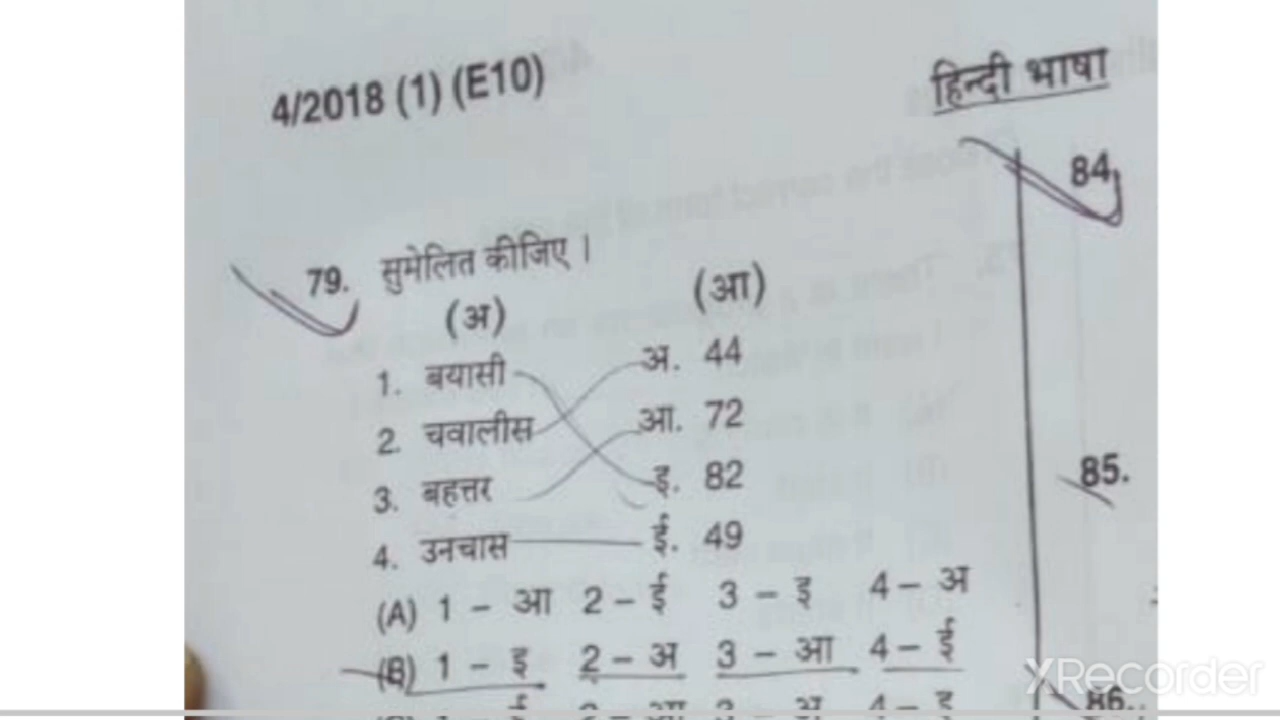 4/2018 (1) (E10)
हिन्दी भाषा
79. सुमेलित कीजिए ।
(अ) (आ)
1. बयासी अ. 44
2. चवालीस आ. 72
3. बहत्तर इ. 82
4. उनचास ई. 49
(A) 1 – आ 2 – ई 3 – इ 4 – अ
(B) 1 – इ 2 – अ 3 – आ 4 – ई
84.
85.
86.
XRecorder